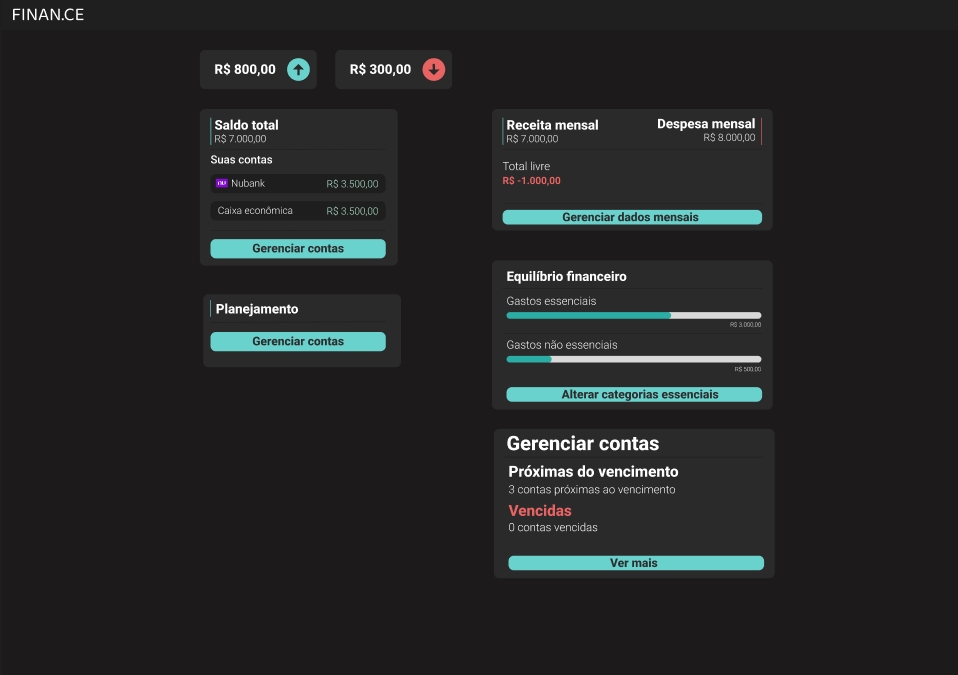 FINAN.CE
R$ 800,00
R$ 300,00
Saldo total
R$ 7.000,00
Suas contas
nu Nubank R$ 3.500,00
Caixa econômica R$ 3.500,00
Gerenciar contas
Planejamento
Gerenciar contas
Receita mensal Despesa mensal
R$ 7.000,00 R$ 8.000,00
Total livre
R$ -1.000,00
Gerenciar dados mensais
Equilíbrio financeiro
Gastos essenciais
R$ 3.000,00
Gastos não essenciais
R$ 500,00
Alterar categorias essenciais
Gerenciar contas
Próximas do vencimento
3 contas próximas ao vencimento
Vencidas
0 contas vencidas
Ver mais